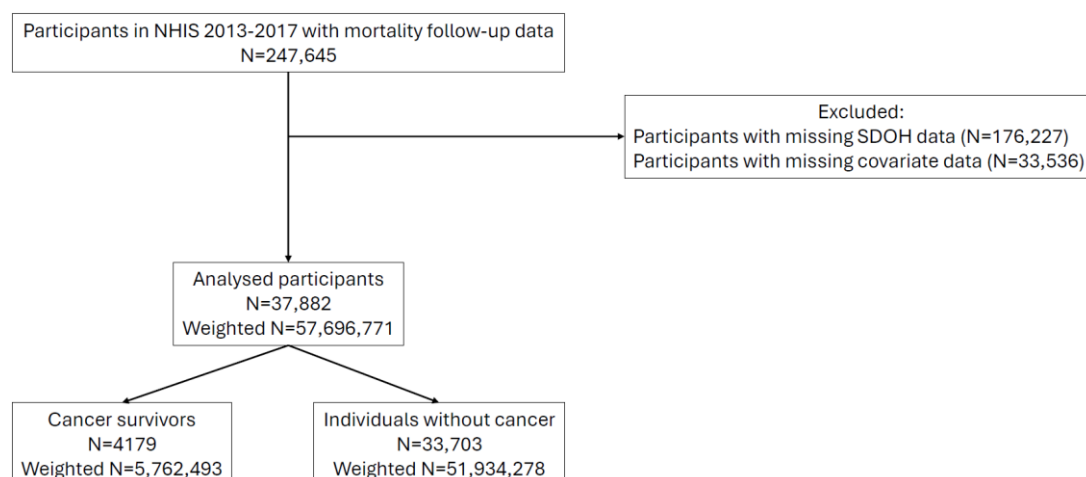 Participants in NHIS 2013-2017 with mortality follow-up data
N=247,645
Excluded:
Participants with missing SDOH data (N=176,227)
Participants with missing covariate data (N=33,536)
Analysed participants
N=37,882
Weighted N=57,696,771
Cancer survivors
N=4179
Weighted N=5,762,493
Individuals without cancer
N=33,703
Weighted N=51,934,278